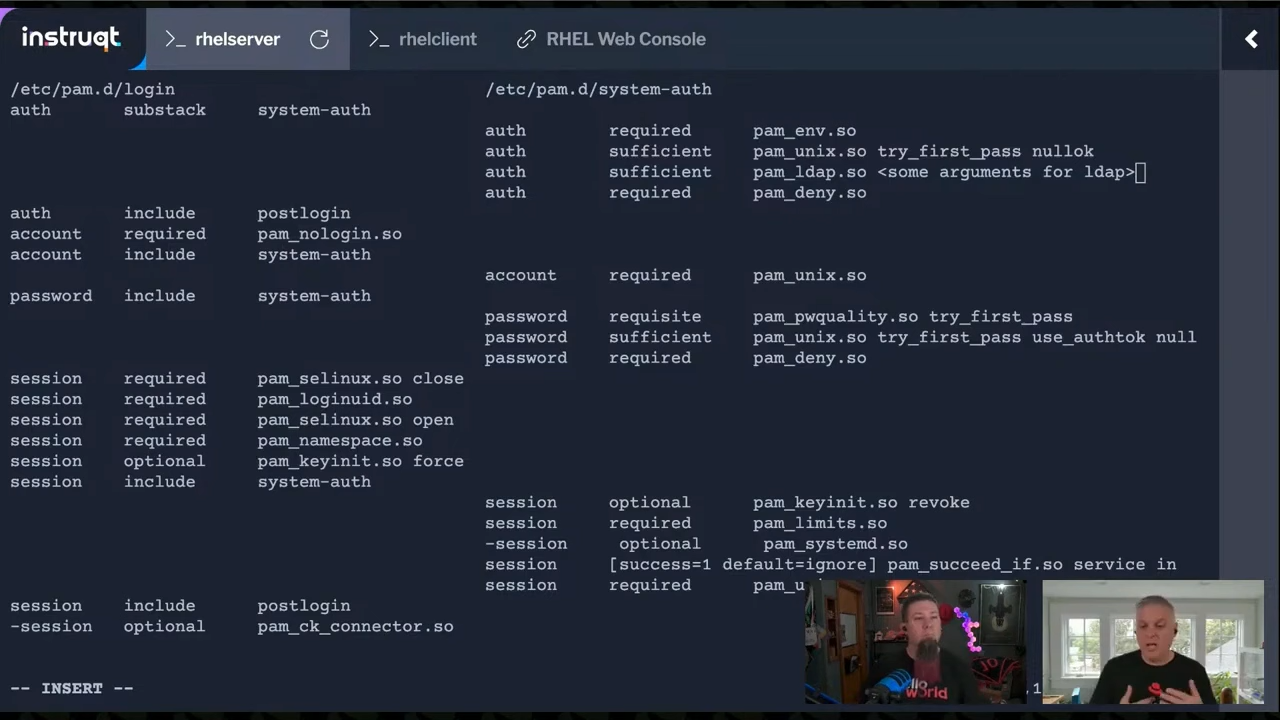 instruqt
>_ rhelserver
>_ rhelclient
RHEL Web Console
/etc/pam.d/login /etc/pam.d/system-auth
auth substack system-auth
auth required pam_env.so
auth sufficient pam_unix.so try_first_pass nullok
auth sufficient pam_ldap.so <some arguments for ldap>
auth required pam_deny.so
auth include postlogin
account required pam_nologin.so
account include system-auth
account required pam_unix.so
password include system-auth
password requisite pam_pwquality.so try_first_pass
password sufficient pam_unix.so try_first_pass use_authtok null
password required pam_deny.so
session required pam_selinux.so close
session required pam_loginuid.so
session required pam_selinux.so open
session required pam_namespace.so
session optional pam_keyinit.so force
session include system-auth
session optional pam_keyinit.so revoke
session required pam_limits.so
-session optional pam_systemd.so
session [success=1 default=ignore] pam_succeed_if.so service in
session required
session include postlogin
-session optional pam_ck_connector.so
-- INSERT --
world